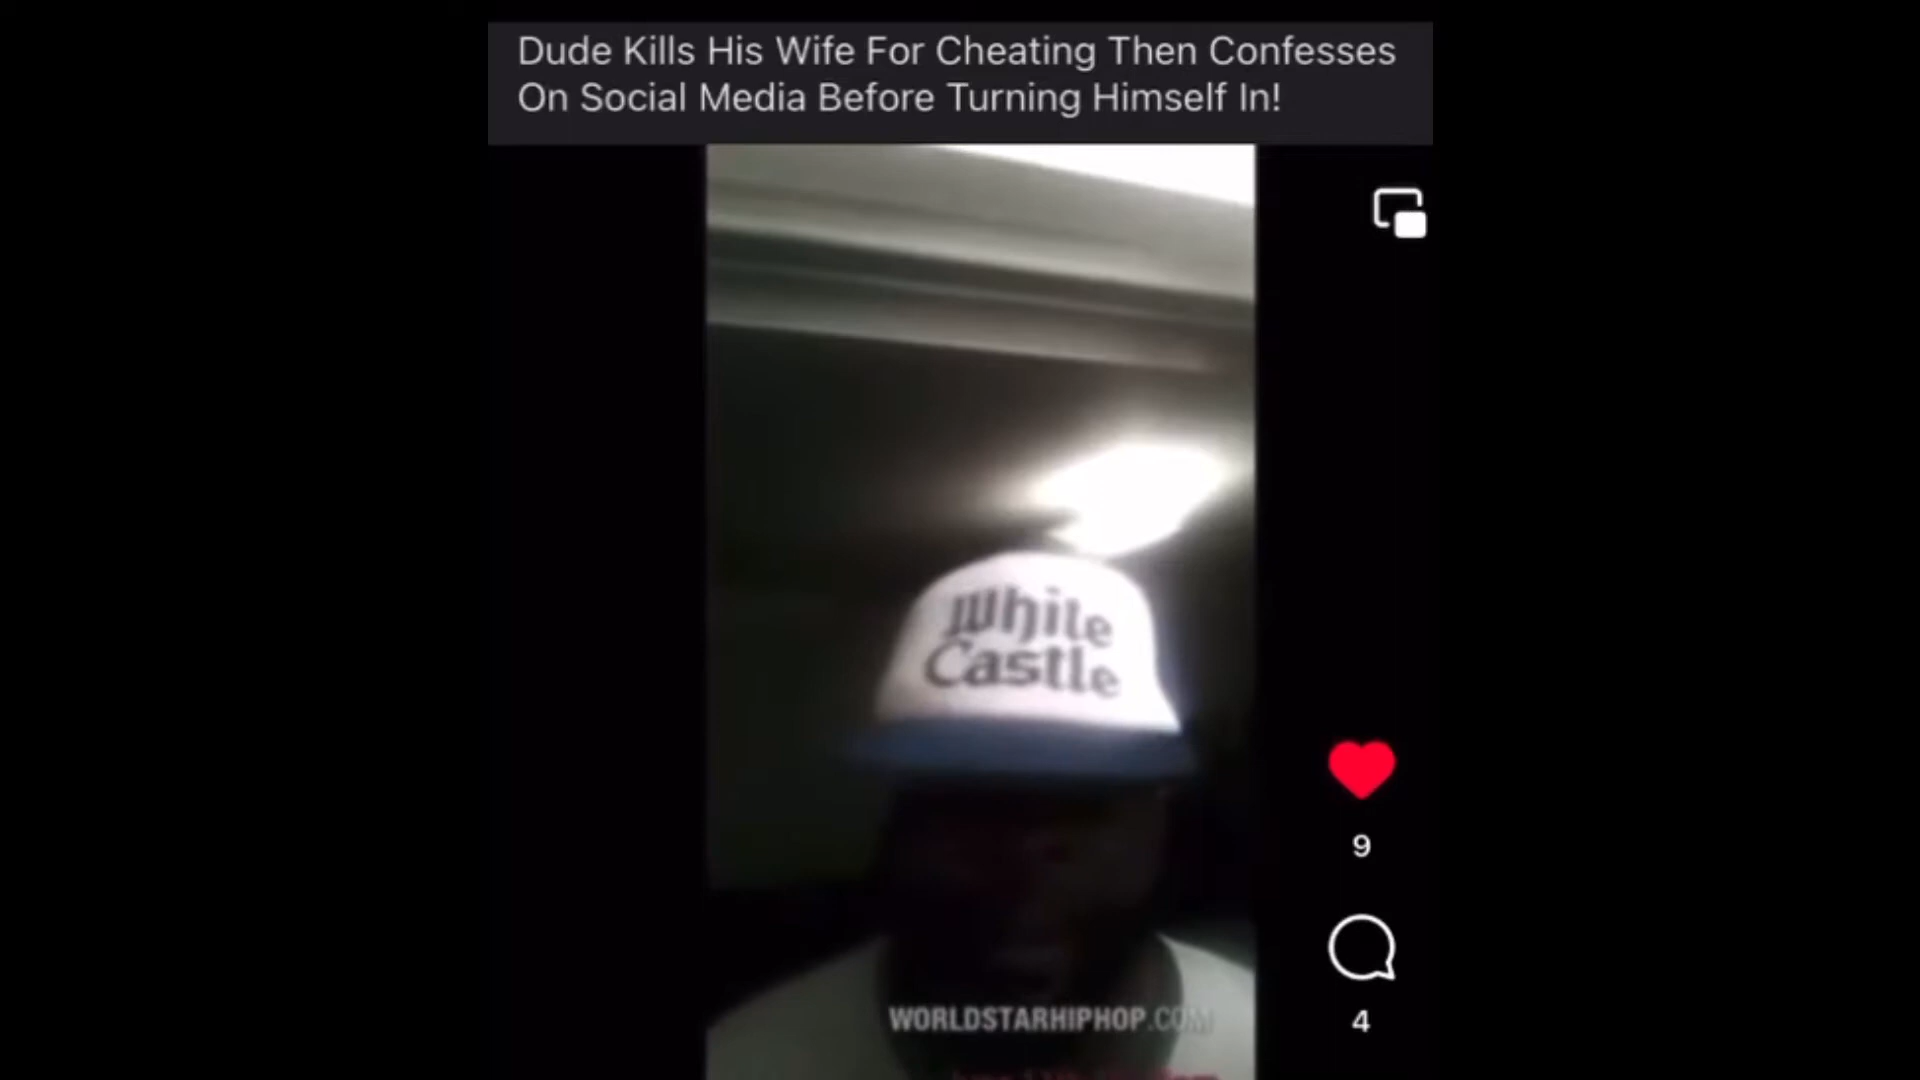 Dude Kills His Wife For Cheating Then Confesses
On Social Media Before Turning Himself In!
White
Castle
9
WORLDSTARHIPHOP.COM
4